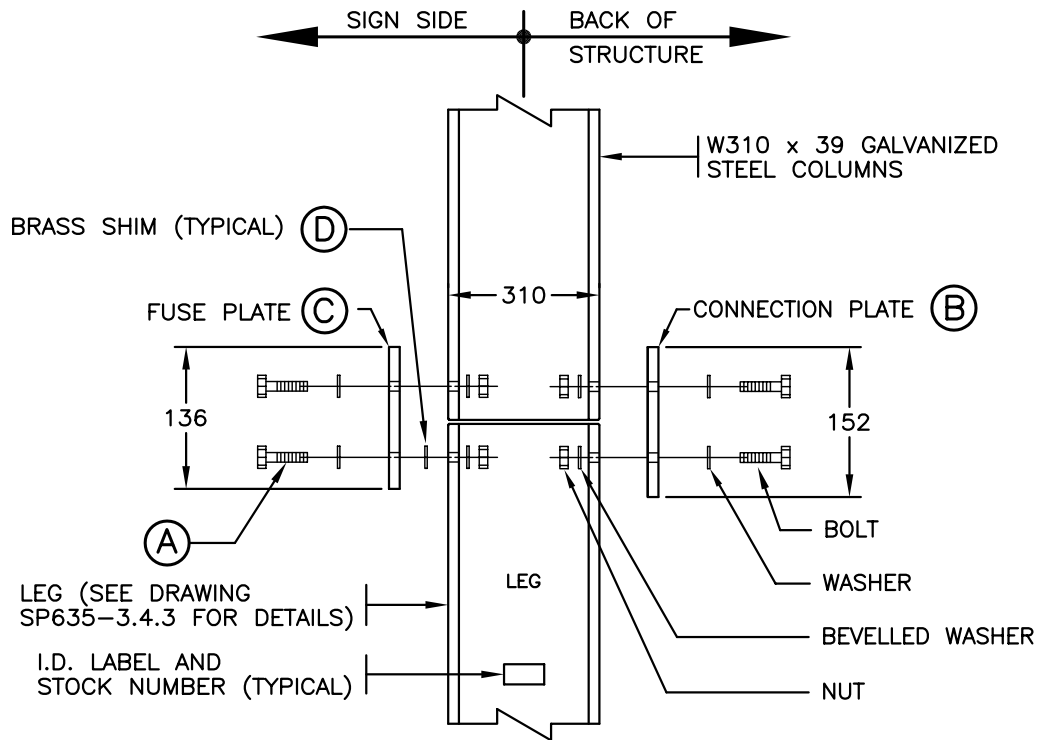 SIGN SIDE
BACK OF
STRUCTURE
W310 x 39 GALVANIZED
STEEL COLUMNS
BRASS SHIM (TYPICAL) D
310
FUSE PLATE C
CONNECTION PLATE B
136
152
A
BOLT
LEG
WASHER
LEG (SEE DRAWING
SP635-3.4.3 FOR DETAILS)
BEVELLED WASHER
I.D. LABEL AND
STOCK NUMBER (TYPICAL)
NUT